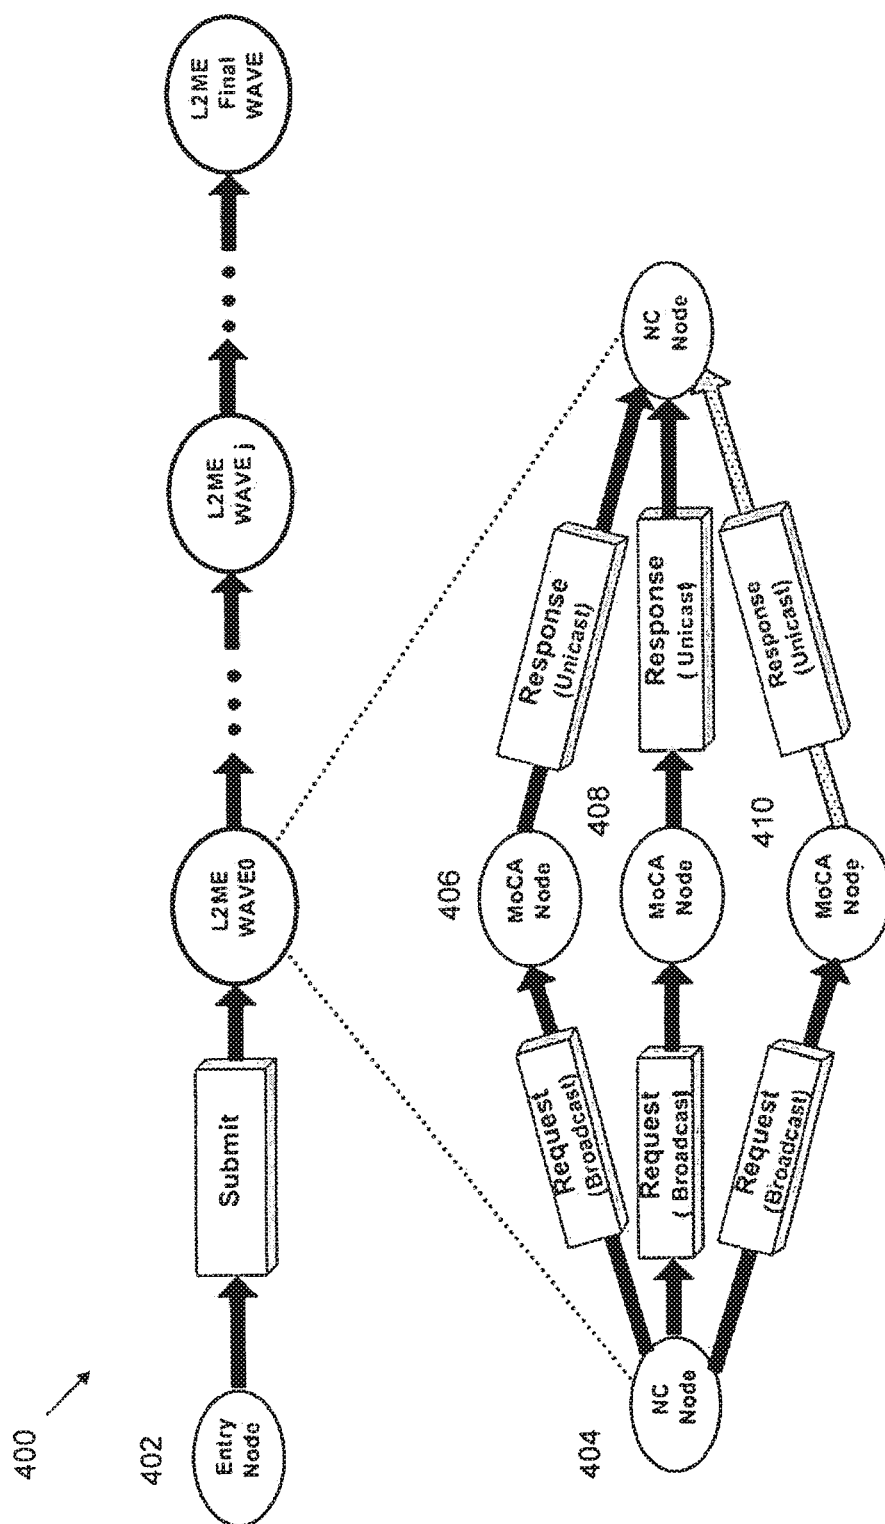 400
402
Entry
Node
Submit
L2ME
WAVE0
L2ME
WAVE j
L2ME
Final
WAVE
404
NC
Node
Request
(Broadcast)
Request
( Broadcast)
Request
(Broadcast)
406
MoCA
Node
408
MoCA
Node
410
MoCA
Node
Response
(Unicast)
Response
( Unicast)
Response
(Unicast)
NC
Node